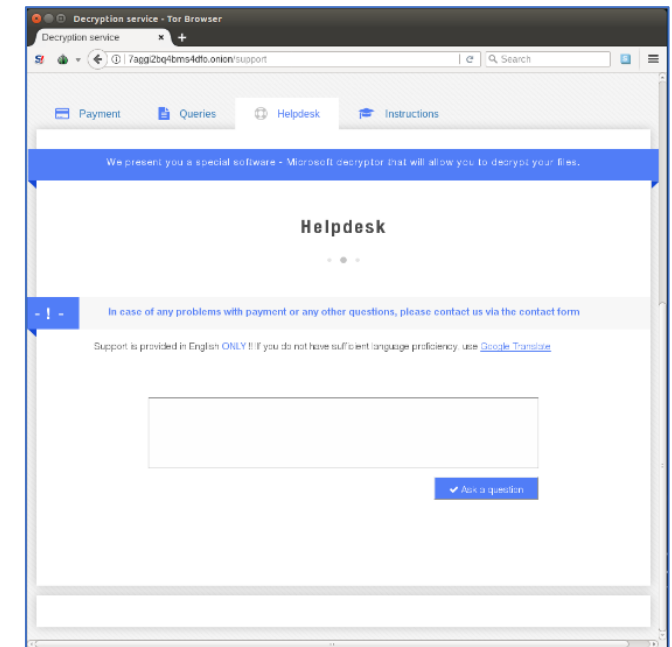 Decryption service - Tor Browser
Decryption service
7aggi2bq4bms4dfo.onion/support
Search
Payment
Queries
Helpdesk
Instructions
We present you a special software - Microsoft decryptor that will allow you to decrypt your files.
Helpdesk
- ! -
In case of any problems with payment or any other questions, please contact us via the contact form
Support is provided in English ONLY !!! If you do not have sufficient language proficiency, use Google Translate
Ask a question